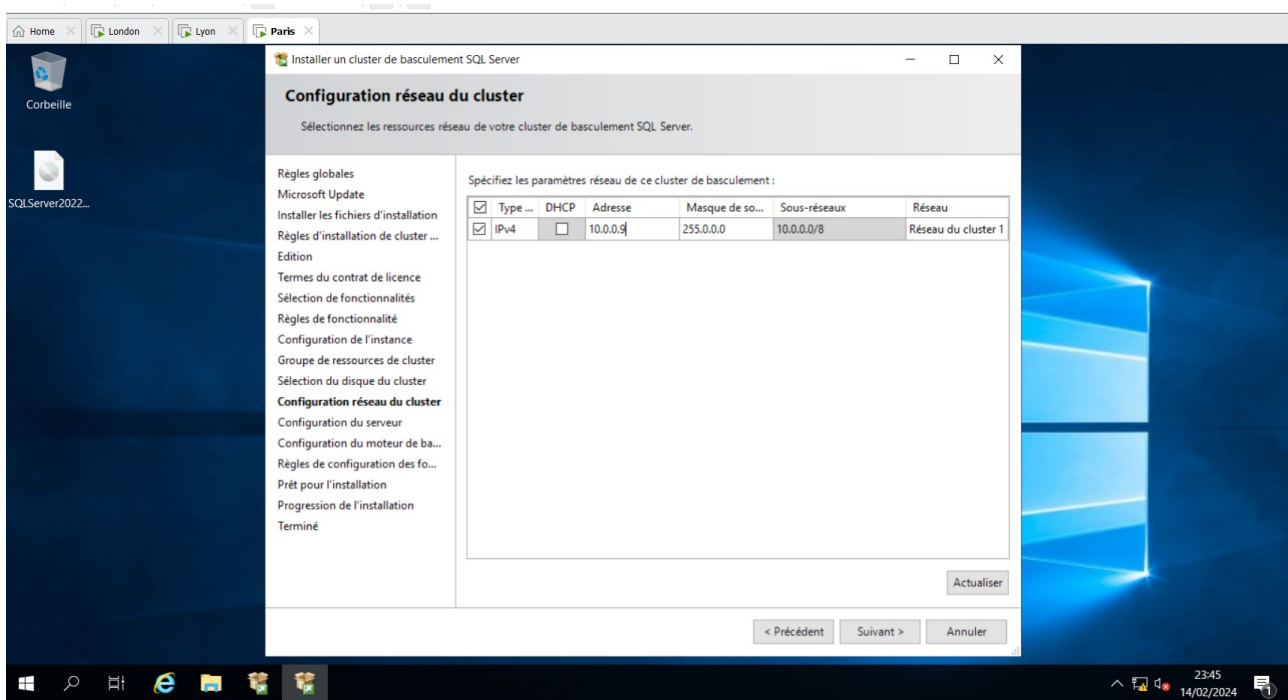 Home
London
Lyon
Paris
Corbeille
SQLServer2022...
Installer un cluster de basculement SQL Server
Configuration réseau du cluster
Sélectionnez les ressources réseau de votre cluster de basculement SQL Server.
Règles globales
Microsoft Update
Installer les fichiers d'installation
Règles d'installation de cluster ...
Edition
Termes du contrat de licence
Sélection de fonctionnalités
Règles de fonctionnalité
Configuration de l'instance
Groupe de ressources de cluster
Sélection du disque du cluster
Configuration réseau du cluster
Configuration du serveur
Configuration du moteur de ba...
Règles de configuration des fo...
Prêt pour l'installation
Progression de l'installation
Terminé
Spécifiez les paramètres réseau de ce cluster de basculement :
Type ... DHCP Adresse Masque de so... Sous-réseaux Réseau
IPv4 10.0.0.9 255.0.0.0 10.0.0.0/8 Réseau du cluster 1
Actualiser
< Précédent Suivant > Annuler
23:45
14/02/2024